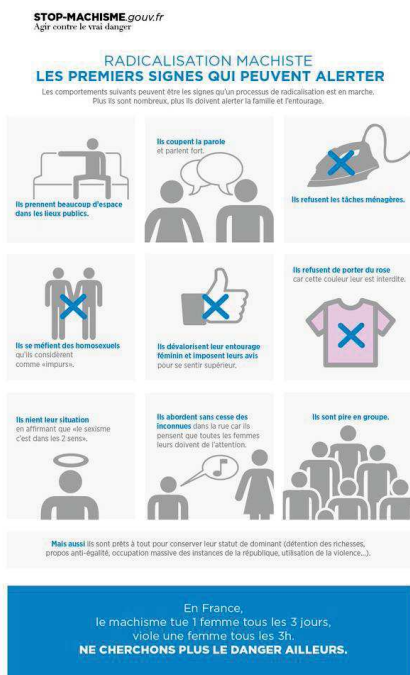 STOP-MACHISME.gouv.fr
Agir contre le vrai danger
RADICALISATION MACHISTE
LES PREMIERS SIGNES QUI PEUVENT ALERTER
Les comportements suivants peuvent être les signes qu'un processus de radicalisation est en marche.
Plus ils sont nombreux, plus ils doivent alerter la famille et l'entourage.
Ils prennent beaucoup d'espace
dans les lieux publics.
Ils coupent la parole
et parlent fort.
Ils refusent les tâches ménagères.
Ils se méfient des homosexuels
qu'ils considèrent
comme «impurs».
Ils dévalorisent leur entourage
féminin et imposent leurs avis
pour se sentir supérieur.
Ils refusent de porter du rose
car cette couleur leur est interdite.
Ils nient leur situation
en affirmant que «le sexisme
c'est dans les 2 sens».
Ils abordent sans cesse des
inconnues dans la rue car ils
pensent que toutes les femmes
leurs doivent de l'attention.
Ils sont pire en groupe.
Mais aussi ils sont prêts à tout pour conserver leur statut de dominant (détention des richesses,
propos anti-égalité, occupation massive des instances de la république, utilisation de la violence...).
En France,
le machisme tue 1 femme tous les 3 jours,
viole une femme tous les 3h.
NE CHERCHONS PLUS LE DANGER AILLEURS.